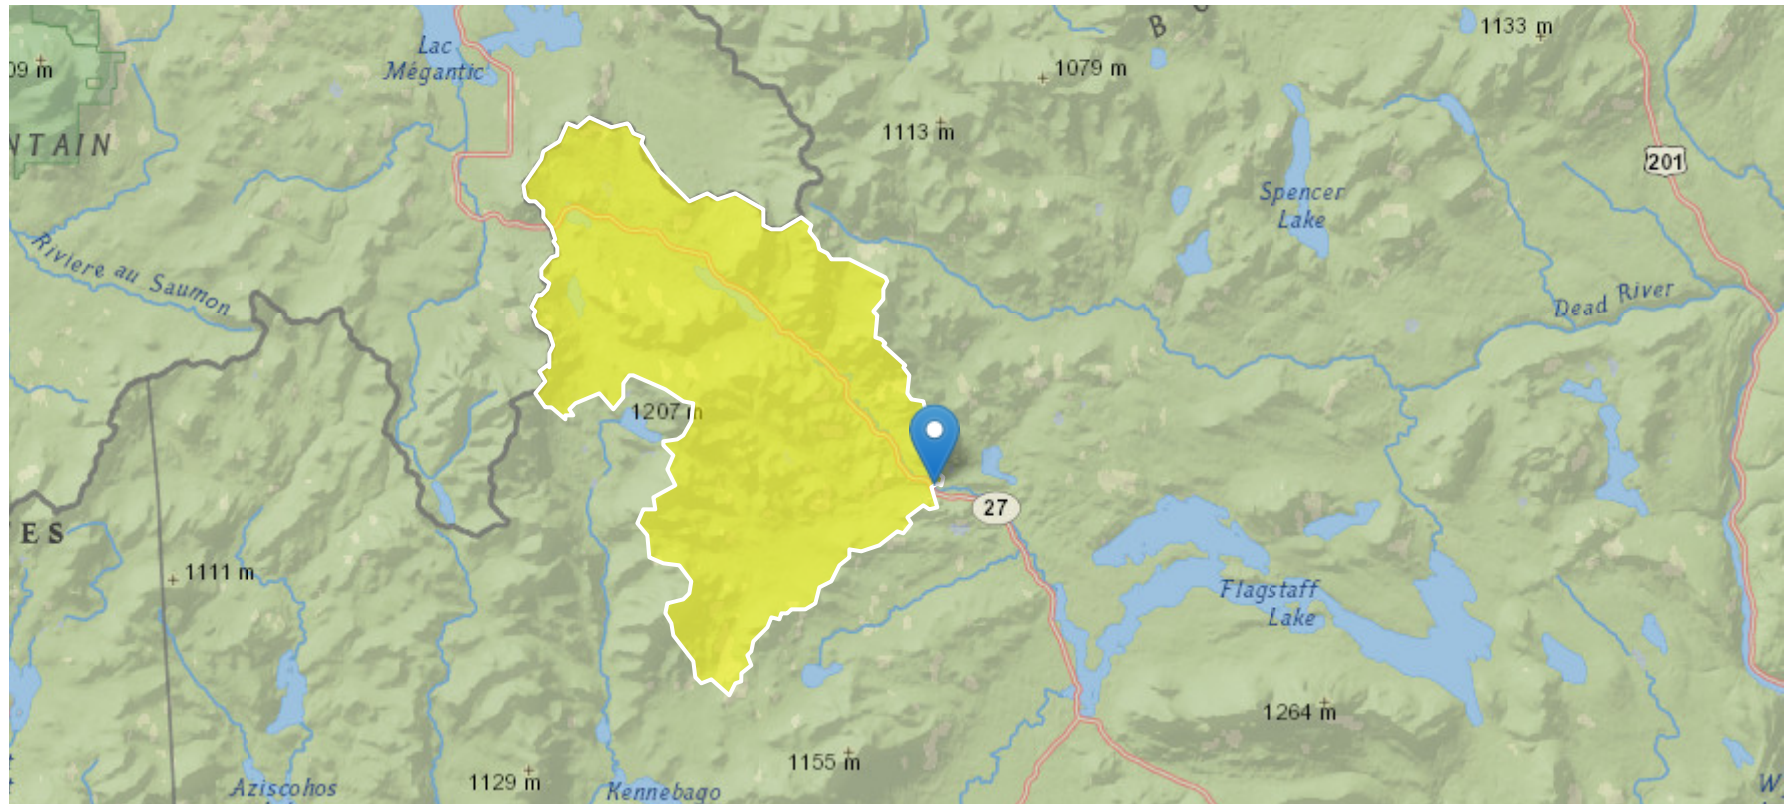 B O
1133 m
Lac
Mégantic
09 m
1079 m
1113 m
NTAIN
201
Spencer
Lake
Riviere au Saumon
Dead River
1207 m
27
ES
1111 m
Flagstaff
Lake
1264 m
1155 m
1129 m
Aziscohos
Kennebago
W